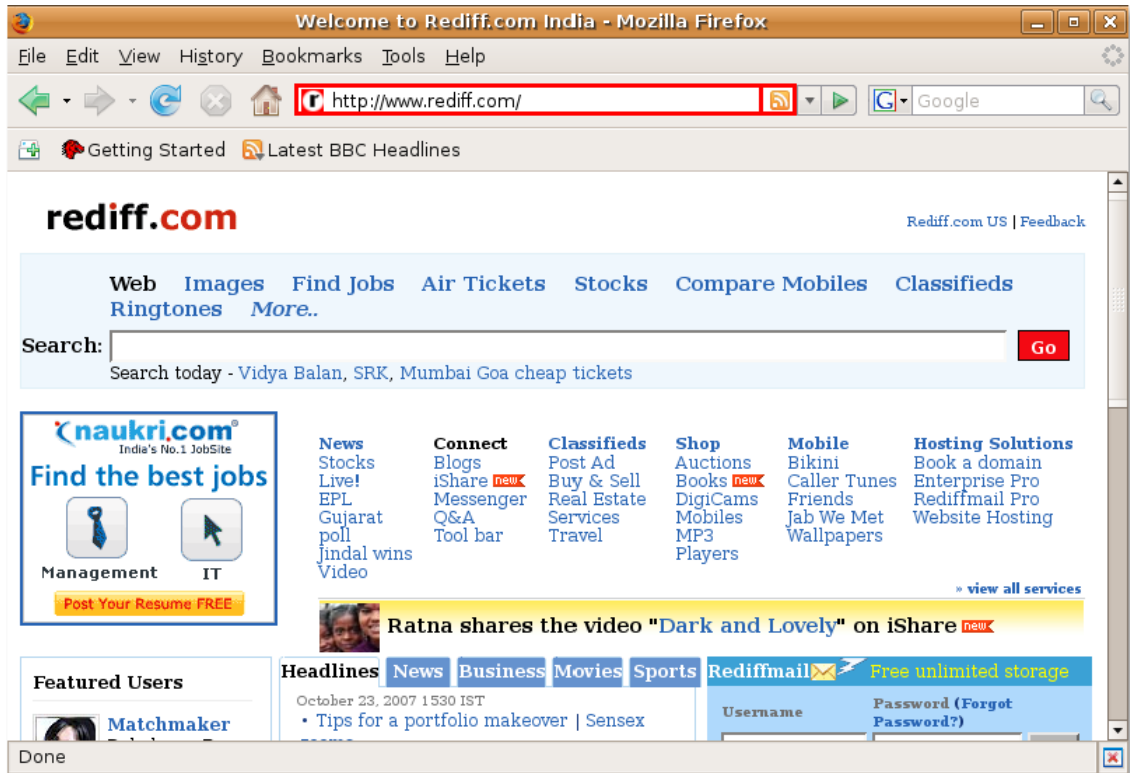 Welcome to Rediff.com India - Mozilla Firefox
File Edit View History Bookmarks Tools Help
http://www.rediff.com/ G Google
Getting Started Latest BBC Headlines
rediff.com
Rediff.com US | Feedback
Web Images Find Jobs Air Tickets Stocks Compare Mobiles Classifieds
Ringtones More..
Search: Go
Search today - Vidya Balan, SRK, Mumbai Goa cheap tickets
naukri.com
India's No.1 JobSite
Find the best jobs
Management IT
Post Your Resume FREE
News
Stocks
Live!
EPL
Gujarat
poll
Jindal wins
Video
Connect
Blogs
iShare new
Messenger
Q&A
Tool bar
Classifieds
Post Ad
Buy & Sell
Real Estate
Services
Travel
Shop
Auctions
Books new
DigiCams
Mobiles
MP3
Players
Mobile
Bikini
Caller Tunes
Friends
Jab We Met
Wallpapers
Hosting Solutions
Book a domain
Enterprise Pro
Rediffmail Pro
Website Hosting
» view all services
Ratna shares the video "Dark and Lovely" on iShare new
Featured Users
Matchmaker
Headlines News Business Movies Sports
October 23, 2007 1530 IST
• Tips for a portfolio makeover | Sensex
Rediffmail Free unlimited storage
Username
Password (Forgot
Password?)
Done